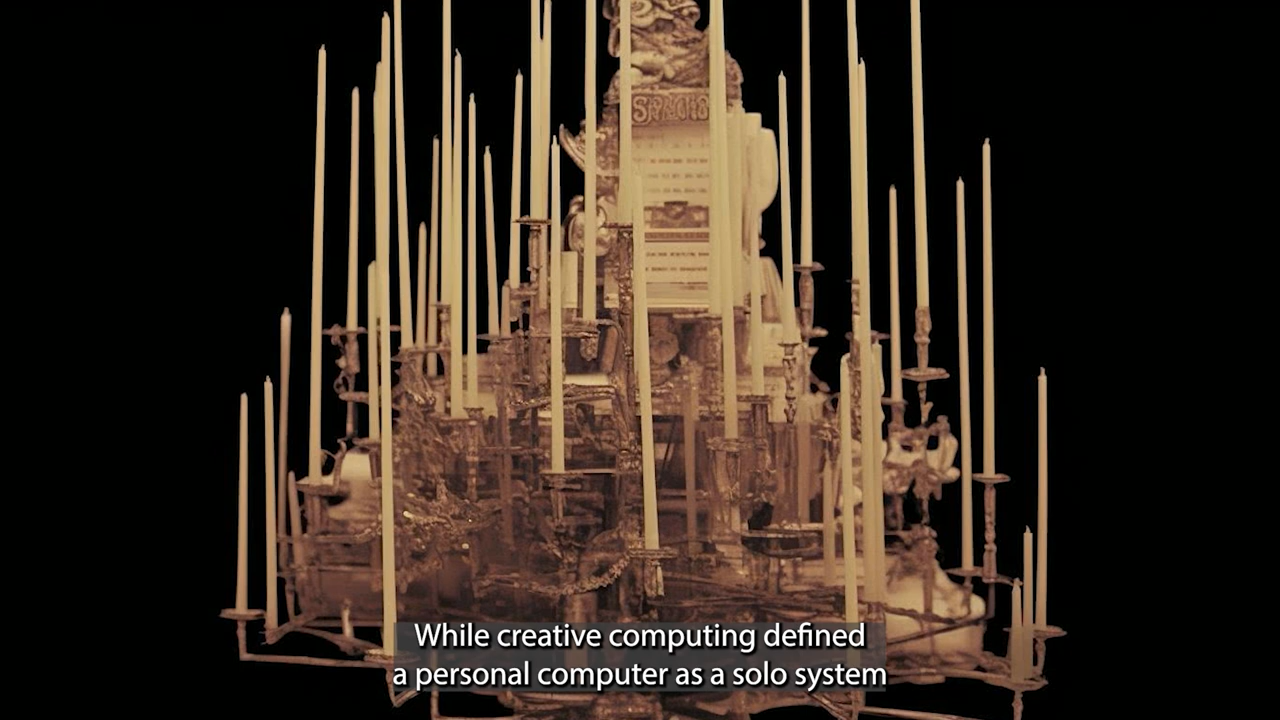 While creative computing defined
a personal computer as a solo system